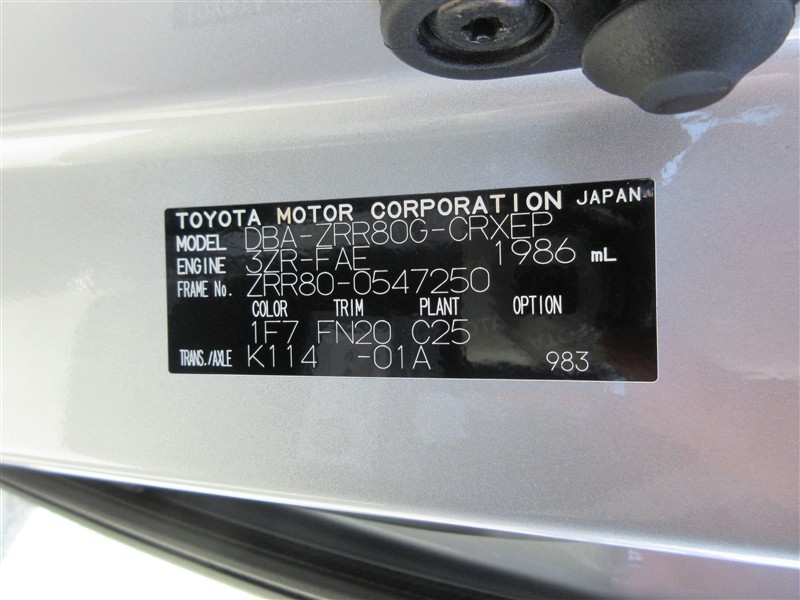 TOYOTA MOTOR CORPORATION JAPAN
MODEL DBA-ZRR80G-CRXEP
ENGINE 3ZR-FAE 1986 mL
FRAME No. ZRR80-0547250
COLOR TRIM PLANT OPTION
1F7 FN20 C25
TRANS./AXLE K114 -01A 983